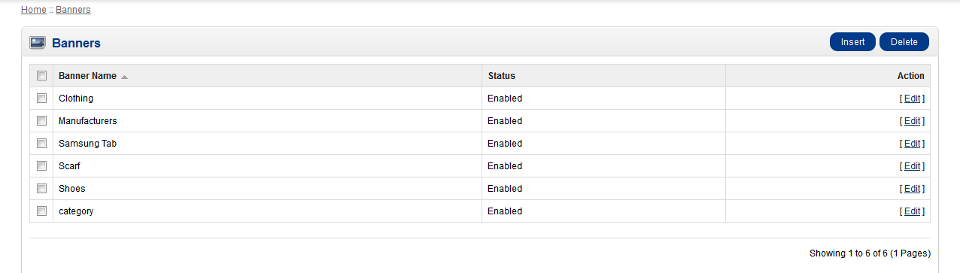 Home :: Banners
Banners Insert Delete
Banner Name Status Action
Clothing Enabled [ Edit ]
Manufacturers Enabled [ Edit ]
Samsung Tab Enabled [ Edit ]
Scarf Enabled [ Edit ]
Shoes Enabled [ Edit ]
category Enabled [ Edit ]
Showing 1 to 6 of 6 (1 Pages)